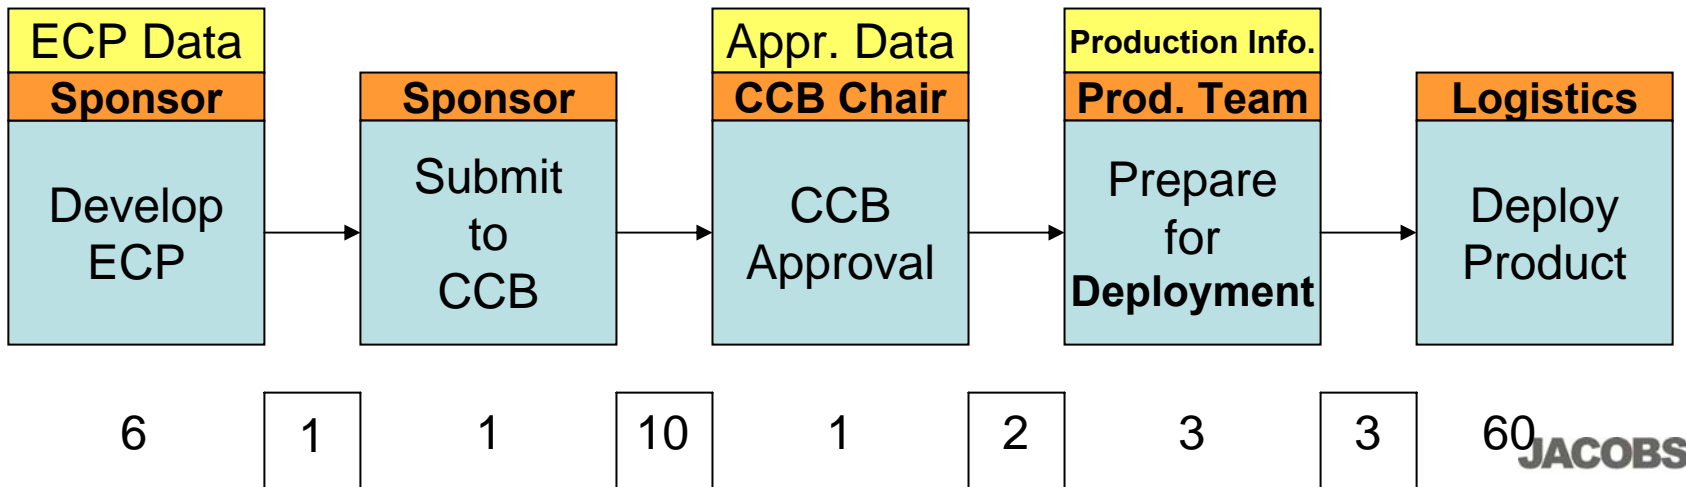 ECP Data
Sponsor
Develop
ECP
Sponsor
Submit
to
CCB
Appr. Data
CCB Chair
CCB
Approval
Production Info.
Prod. Team
Prepare
for
Deployment
Logistics
Deploy
Product
6 1 1 10 1 2 3 3 60
JACOBS